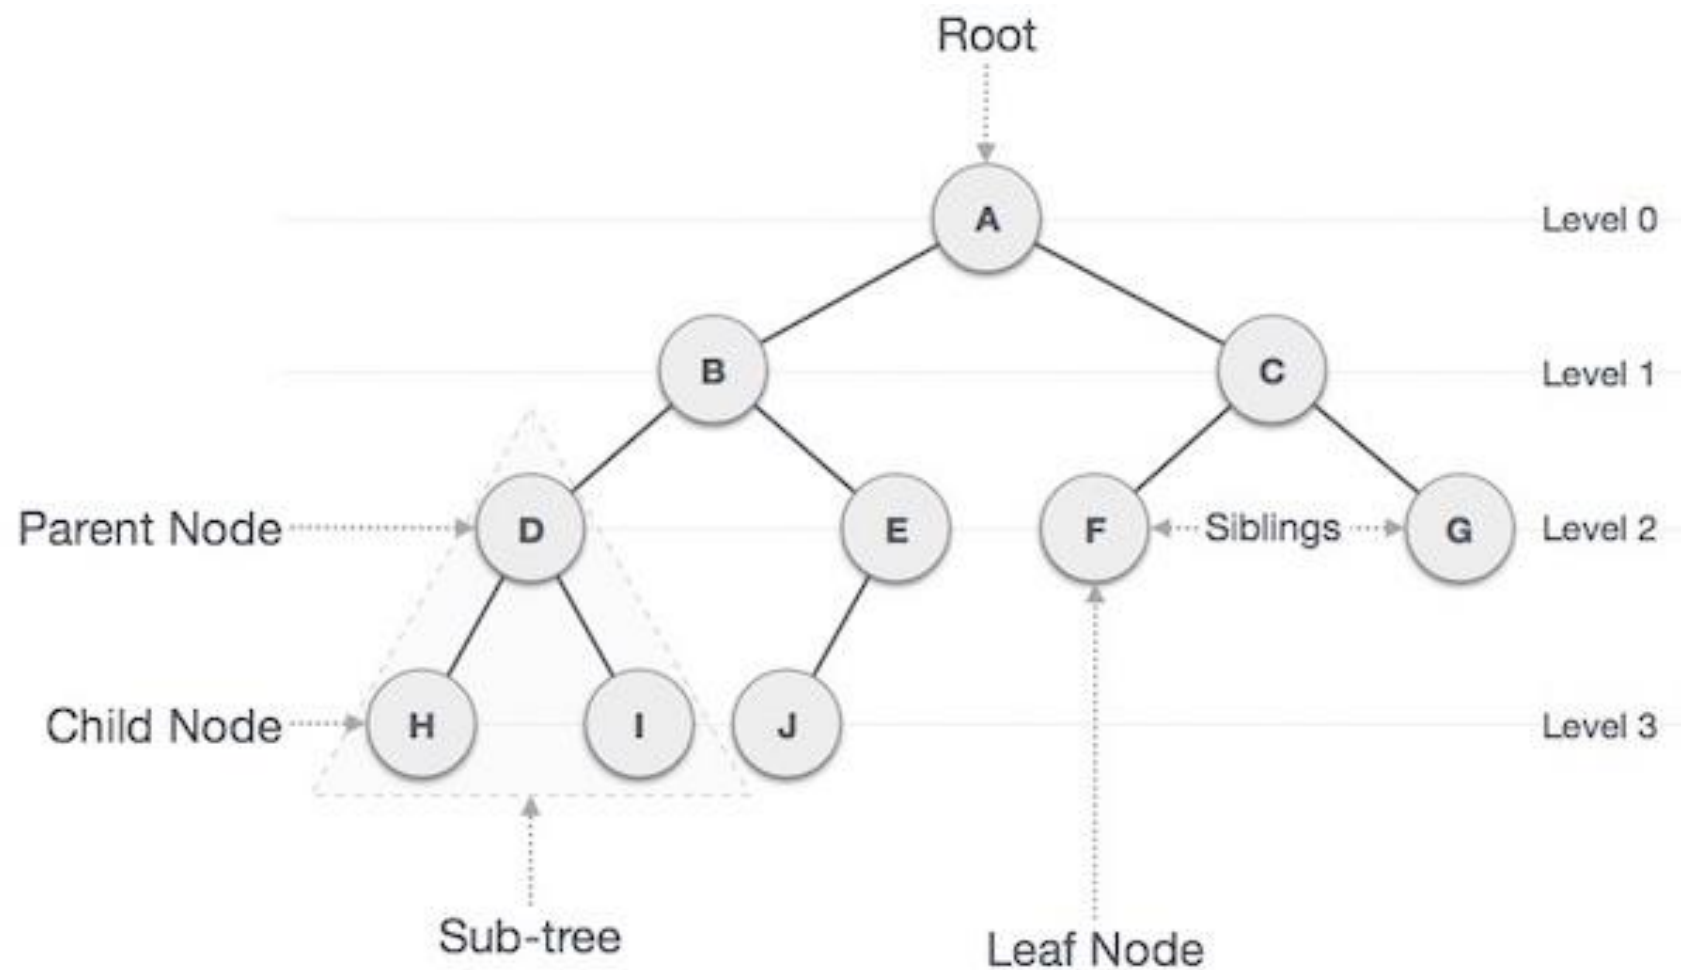 Root
A
Level 0
B
C
Level 1
Parent Node
D
E
F
Siblings
G
Level 2
Child Node
H
I
J
Level 3
Sub-tree
Leaf Node